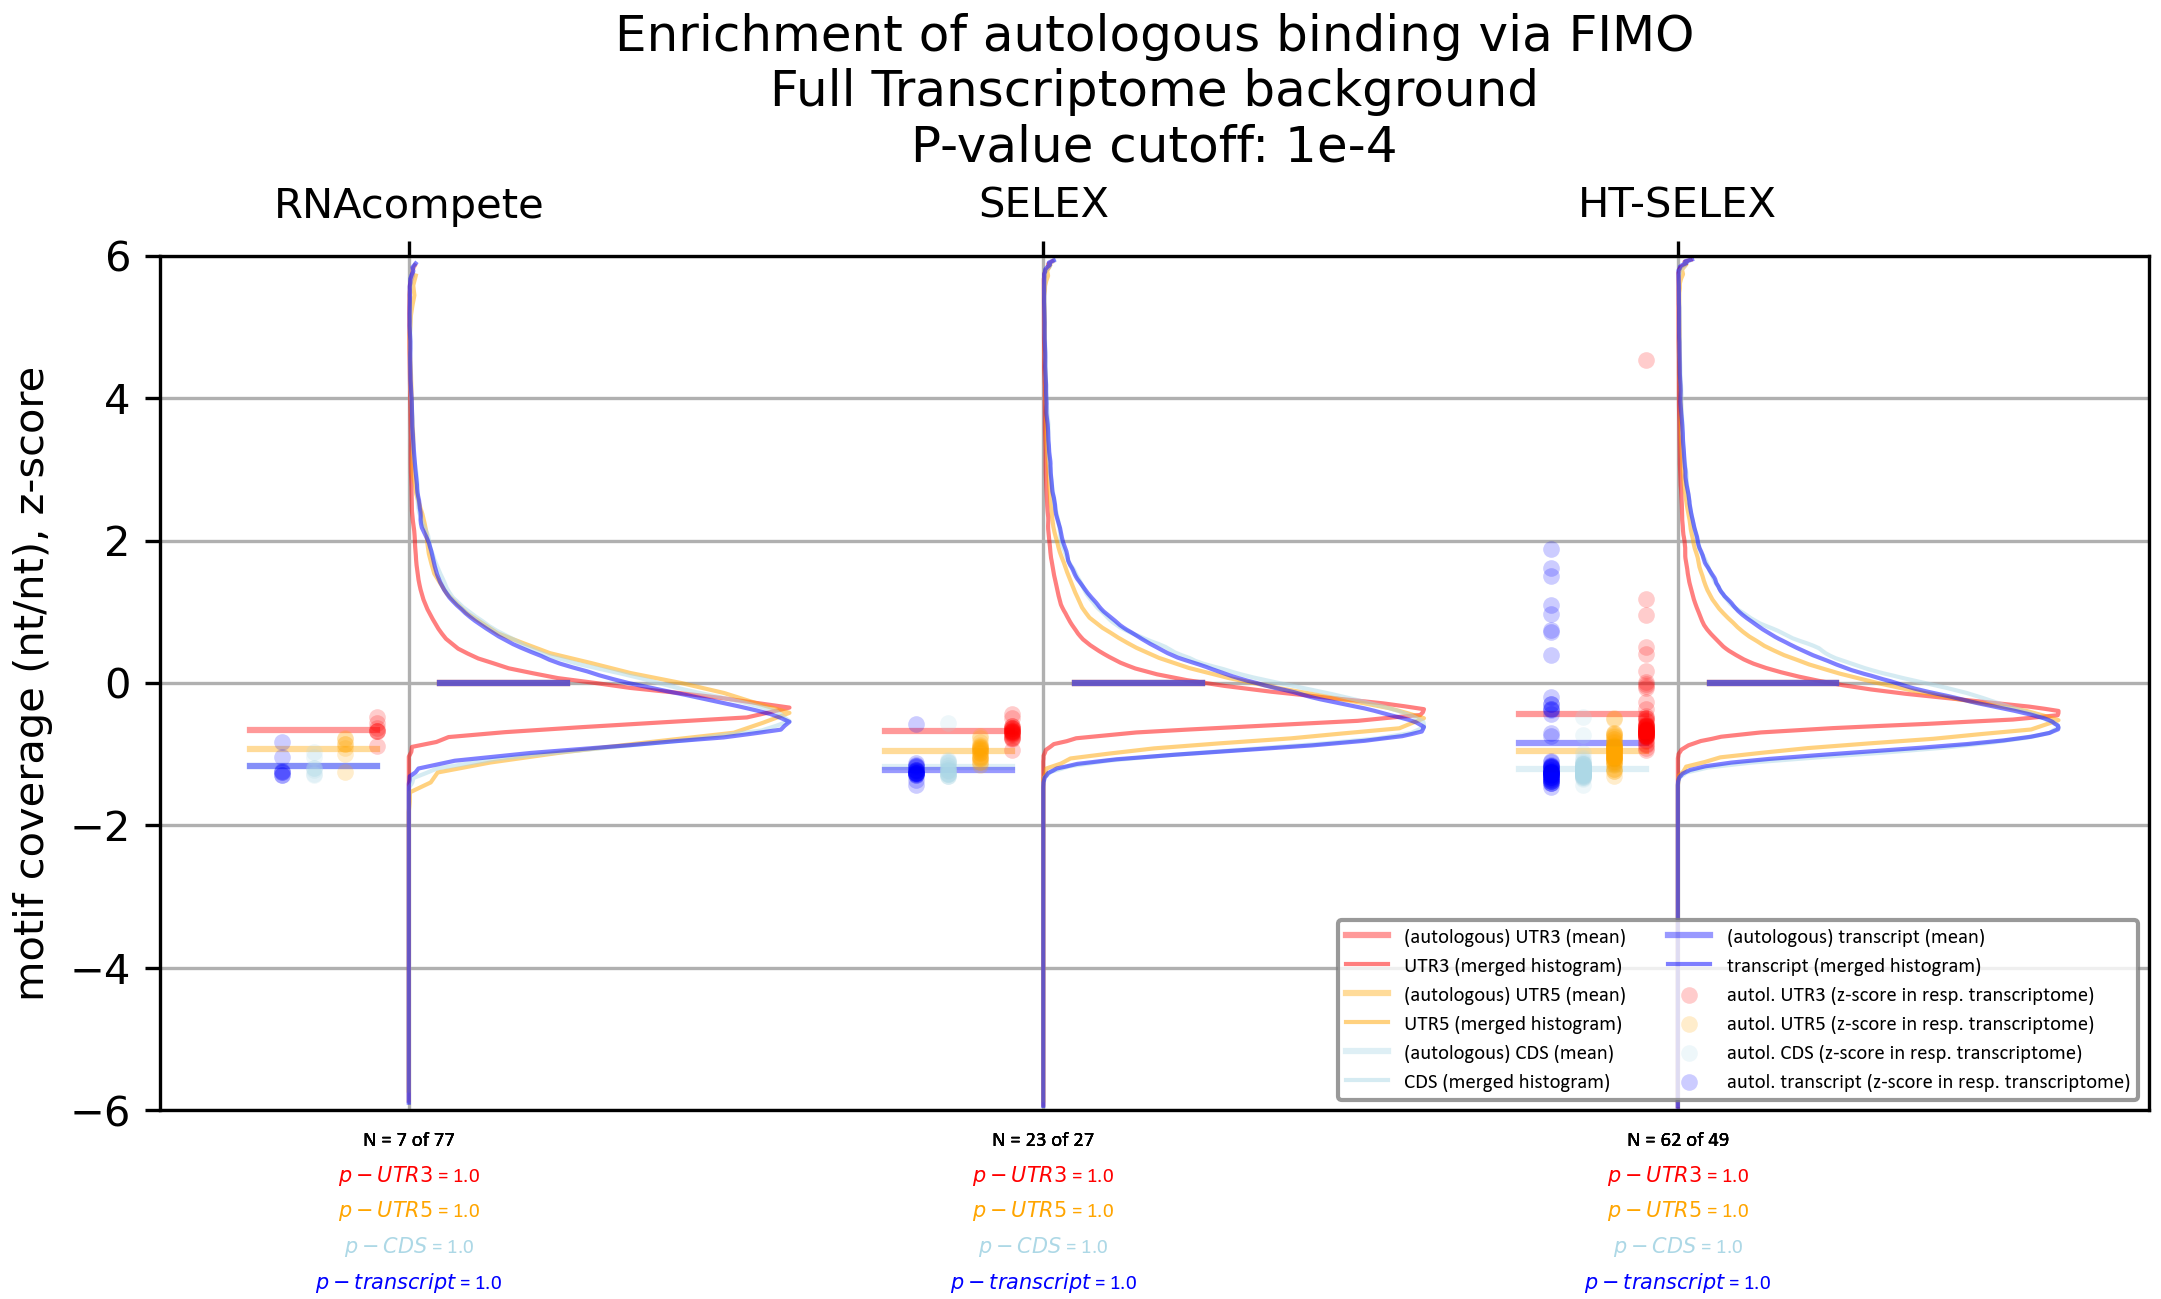 Enrichment of autologous binding via FIMO
Full Transcriptome background
P-value cutoff: 1e-4
RNAcompete
SELEX
HT-SELEX
motif coverage (nt/nt), z-score
6
4
2
0
−2
−4
−6
(autologous) UTR3 (mean)
UTR3 (merged histogram)
(autologous) UTR5 (mean)
UTR5 (merged histogram)
(autologous) CDS (mean)
CDS (merged histogram)
(autologous) transcript (mean)
transcript (merged histogram)
autol. UTR3 (z-score in resp. transcriptome)
autol. UTR5 (z-score in resp. transcriptome)
autol. CDS (z-score in resp. transcriptome)
autol. transcript (z-score in resp. transcriptome)
N = 7 of 77
p − UTR3 = 1.0
p − UTR5 = 1.0
p − CDS = 1.0
p − transcript = 1.0
N = 23 of 27
p − UTR3 = 1.0
p − UTR5 = 1.0
p − CDS = 1.0
p − transcript = 1.0
N = 62 of 49
p − UTR3 = 1.0
p − UTR5 = 1.0
p − CDS = 1.0
p − transcript = 1.0